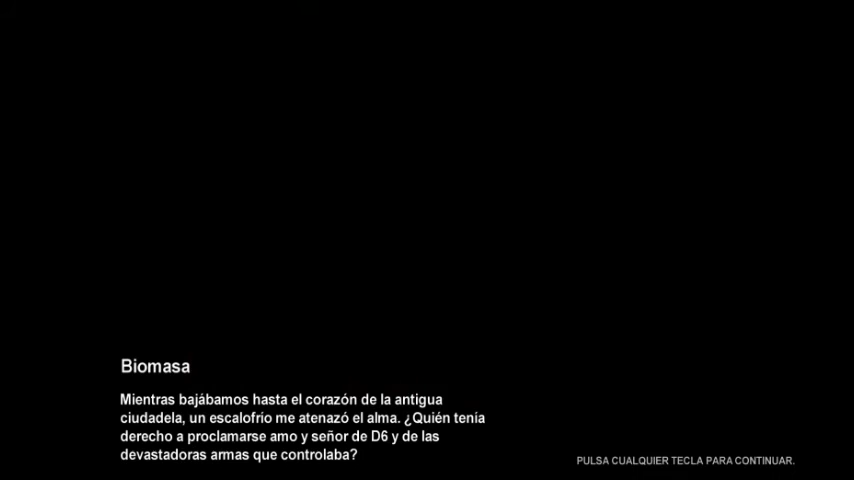 Biomasa
Mientras bajábamos hasta el corazón de la antigua
ciudadela, un escalofrío me atenazó el alma. ¿Quién tenía
derecho a proclamarse amo y señor de D6 y de las
devastadoras armas que controlaba?
PULSA CUALQUIER TECLA PARA CONTINUAR.